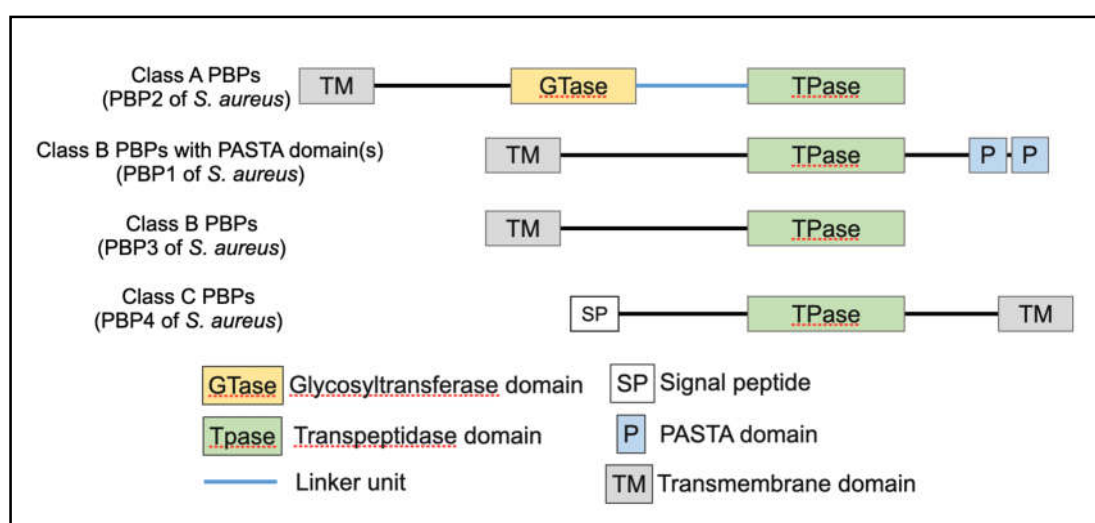 Class A PBPs
(PBP2 of S. aureus)
TM GTase TPase
Class B PBPs with PASTA domain(s)
(PBP1 of S. aureus)
TM TPase P P
Class B PBPs
(PBP3 of S. aureus)
TM TPase
Class C PBPs
(PBP4 of S. aureus)
SP TPase TM
GTase Glycosyltransferase domain
SP Signal peptide
Tpase Transpeptidase domain
P PASTA domain
Linker unit
TM Transmembrane domain